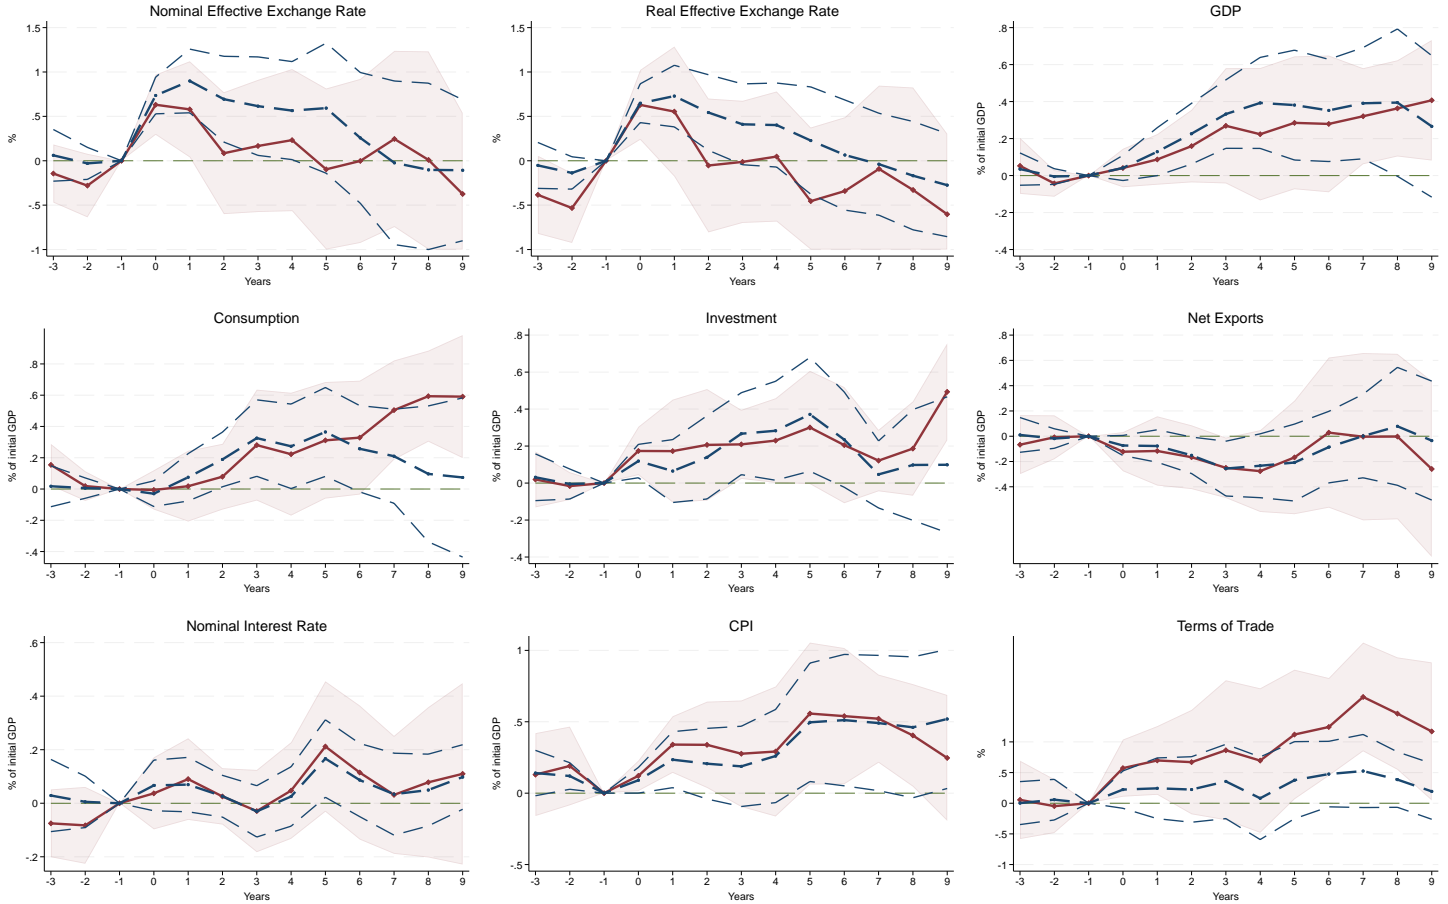 Nominal Effective Exchange Rate
%
1.5
1
.5
0
-.5
-1
-3 -2 -1 0 1 2 3 4 5 6 7 8 9
Years
Real Effective Exchange Rate
%
1.5
1
.5
0
-.5
-1
-3 -2 -1 0 1 2 3 4 5 6 7 8 9
Years
GDP
% of initial GDP
.8
.6
.4
.2
0
-.2
-.4
-3 -2 -1 0 1 2 3 4 5 6 7 8 9
Years
Consumption
% of initial GDP
.8
.6
.4
.2
0
-.2
-.4
-3 -2 -1 0 1 2 3 4 5 6 7 8 9
Years
Investment
% of initial GDP
.8
.6
.4
.2
0
-.2
-.4
-3 -2 -1 0 1 2 3 4 5 6 7 8 9
Years
Net Exports
% of initial GDP
.8
.6
.4
.2
0
-.2
-.4
-3 -2 -1 0 1 2 3 4 5 6 7 8 9
Years
Nominal Interest Rate
% of initial GDP
.6
.4
.2
0
-.2
-3 -2 -1 0 1 2 3 4 5 6 7 8 9
Years
CPI
% of initial GDP
1
.5
0
-.5
-3 -2 -1 0 1 2 3 4 5 6 7 8 9
Years
Terms of Trade
%
1
.5
0
-.5
-1
-3 -2 -1 0 1 2 3 4 5 6 7 8 9
Years